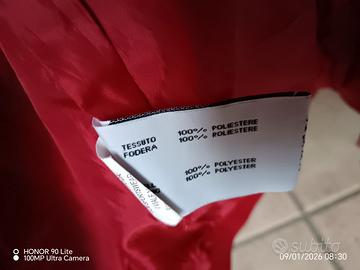 TESSUTO 100% POLIESTERE
FODERA 100% POLIESTERE
100% POLYESTER
100% POLYESTER
HONOR 90 Lite
100MP Ultra Camera
subito
09/01/2026 08:30